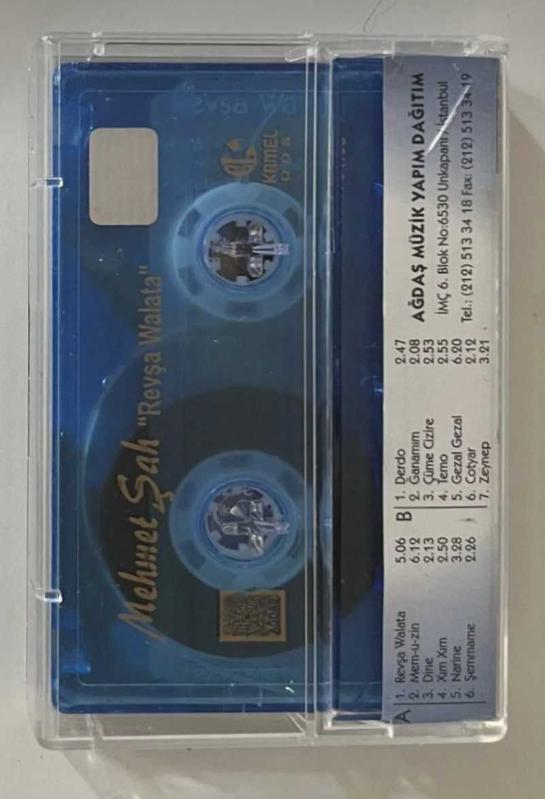 Mehmet Şah "Revşa Walata"
KAMEL
DDB
A
1. Revşa Walata 5.06
2. Mem-u-zin 6.12
3. Dine 2.13
4. Xım Xım 2.50
5. Narine 3.28
6. Şemmame 2.26
B
1. Derdo 2.47
2. Ğanamım 2.08
3. Çüme Cizire 2.53
4. Temo 2.55
5. Gezal Gezal 6.20
6. Cotyar 2.12
7. Zeynep 3.21
AĞDAŞ MÜZİK YAPIM DAĞITIM
İMÇ 6. Blok No:6530 Unkapanı / İstanbul
Tel.: (212) 513 34 18 Fax: (212) 513 34 19